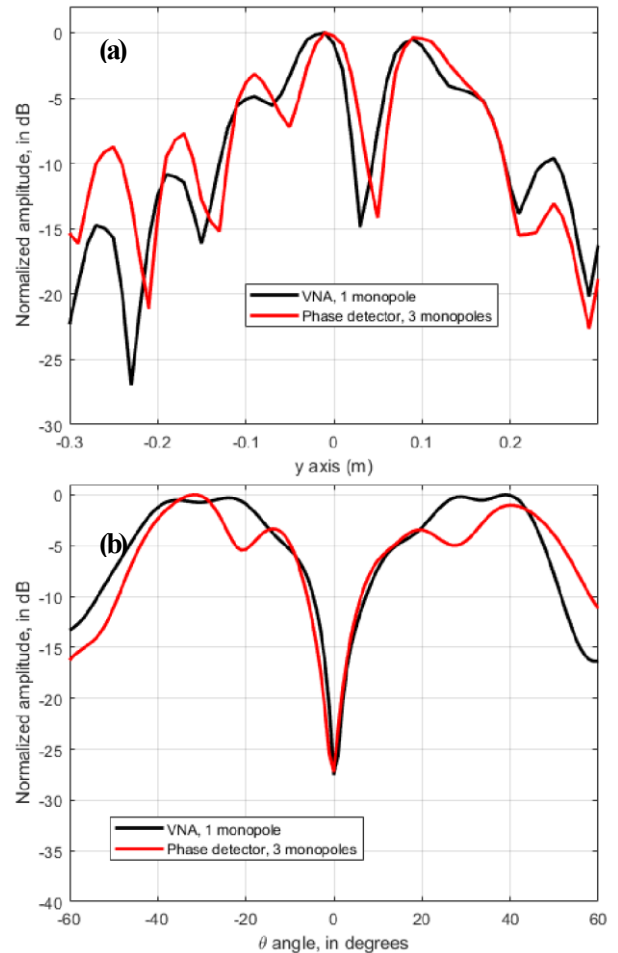 (a)
Normalized amplitude, in dB
0
-5
-10
-15
-20
-25
-30
VNA, 1 monopole
Phase detector, 3 monopoles
-0.3 -0.2 -0.1 0 0.1 0.2
y axis (m)
(b)
Normalized amplitude, in dB
0
-5
-10
-15
-20
-25
-30
-35
-40
VNA, 1 monopole
Phase detector, 3 monopoles
-60 -40 -20 0 20 40 60
θ angle, in degrees